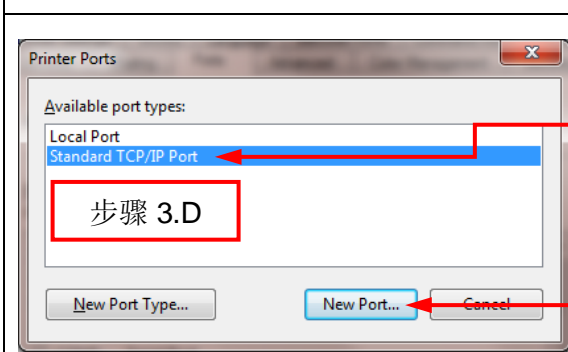 Printer Ports
Available port types:
Local Port
Standard TCP/IP Port
步骤 3.D
New Port Type...
New Port...
Cancel